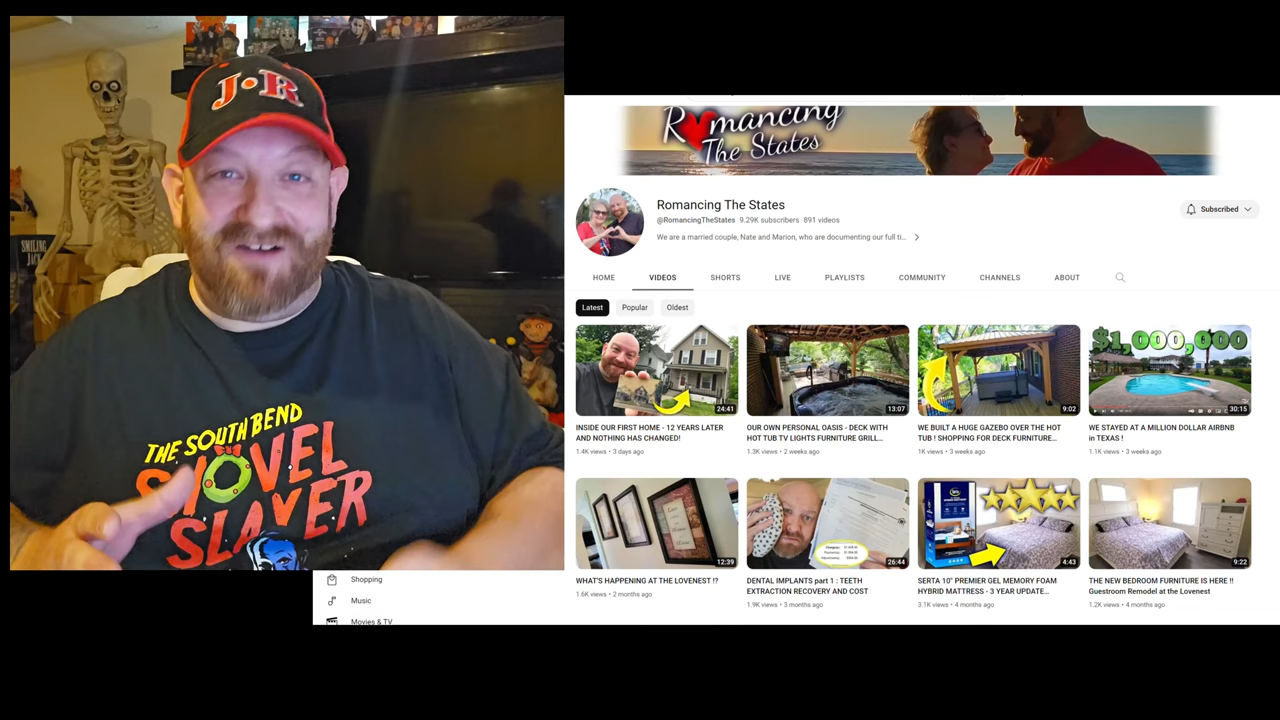 J•R
SMILING
JACK
THE SOUTH BEND
SHOVEL
SLAYER
Romancing
The States
Romancing The States
@RomancingTheStates 9.29K subscribers 891 videos
We are a married couple, Nate and Marion, who are documenting our full ti...
Subscribed
HOME VIDEOS SHORTS LIVE PLAYLISTS COMMUNITY CHANNELS ABOUT
Latest Popular Oldest
$1,000,000
24:41 13:07 9:02 30:15
INSIDE OUR FIRST HOME - 12 YEARS LATER
AND NOTHING HAS CHANGED!
1.4K views • 3 days ago
OUR OWN PERSONAL OASIS - DECK WITH
HOT TUB TV LIGHTS FURNITURE GRILL...
1.3K views • 2 weeks ago
WE BUILT A HUGE GAZEBO OVER THE HOT
TUB ! SHOPPING FOR DECK FURNITURE...
1K views • 3 weeks ago
WE STAYED AT A MILLION DOLLAR AIRBNB
in TEXAS !
1.1K views • 3 weeks ago
12:39 26:44 4:43 9:22
WHAT'S HAPPENING AT THE LOVENEST !?
1.6K views • 2 months ago
DENTAL IMPLANTS part 1 : TEETH
EXTRACTION RECOVERY AND COST
1.9K views • 3 months ago
SERTA 10" PREMIER GEL MEMORY FOAM
HYBRID MATTRESS - 3 YEAR UPDATE...
3.1K views • 4 months ago
THE NEW BEDROOM FURNITURE IS HERE !!
Guestroom Remodel at the Lovenest
1.2K views • 4 months ago
Shopping
Music
Movies & TV